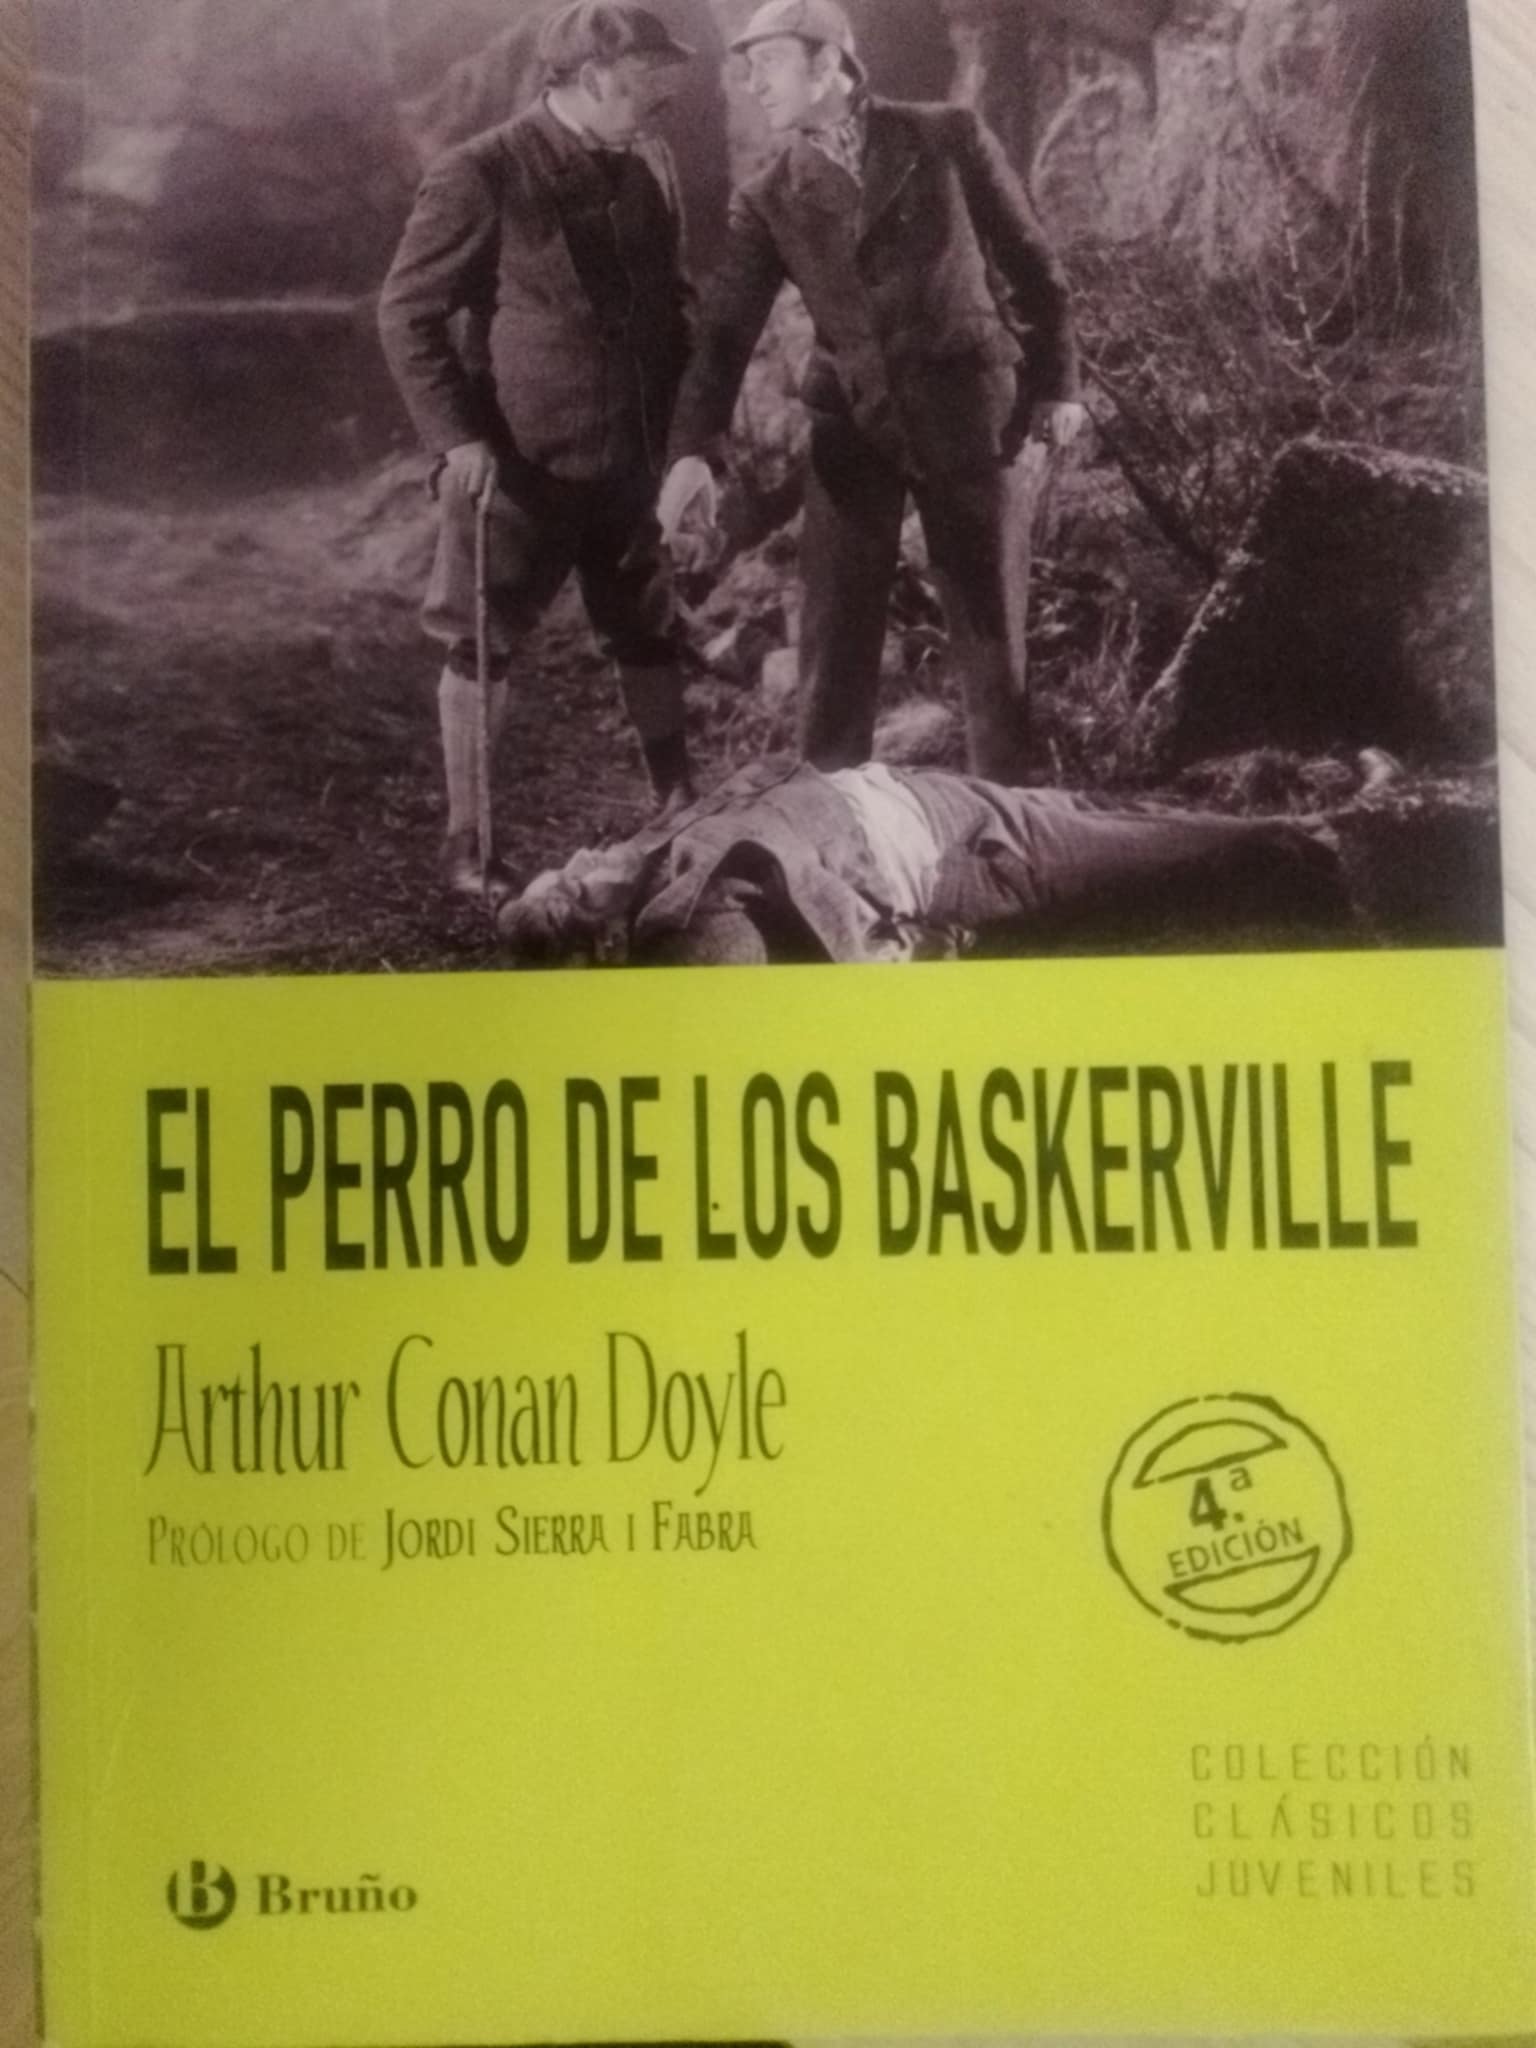 EL PERRO DE LOS BASKERVILLE
Arthur Conan Doyle
PRÓLOGO DE JORDI SIERRA I FABRA
4.ª
EDICIÓN
COLECCIÓN
CLÁSICOS
JUVENILES
B Bruño